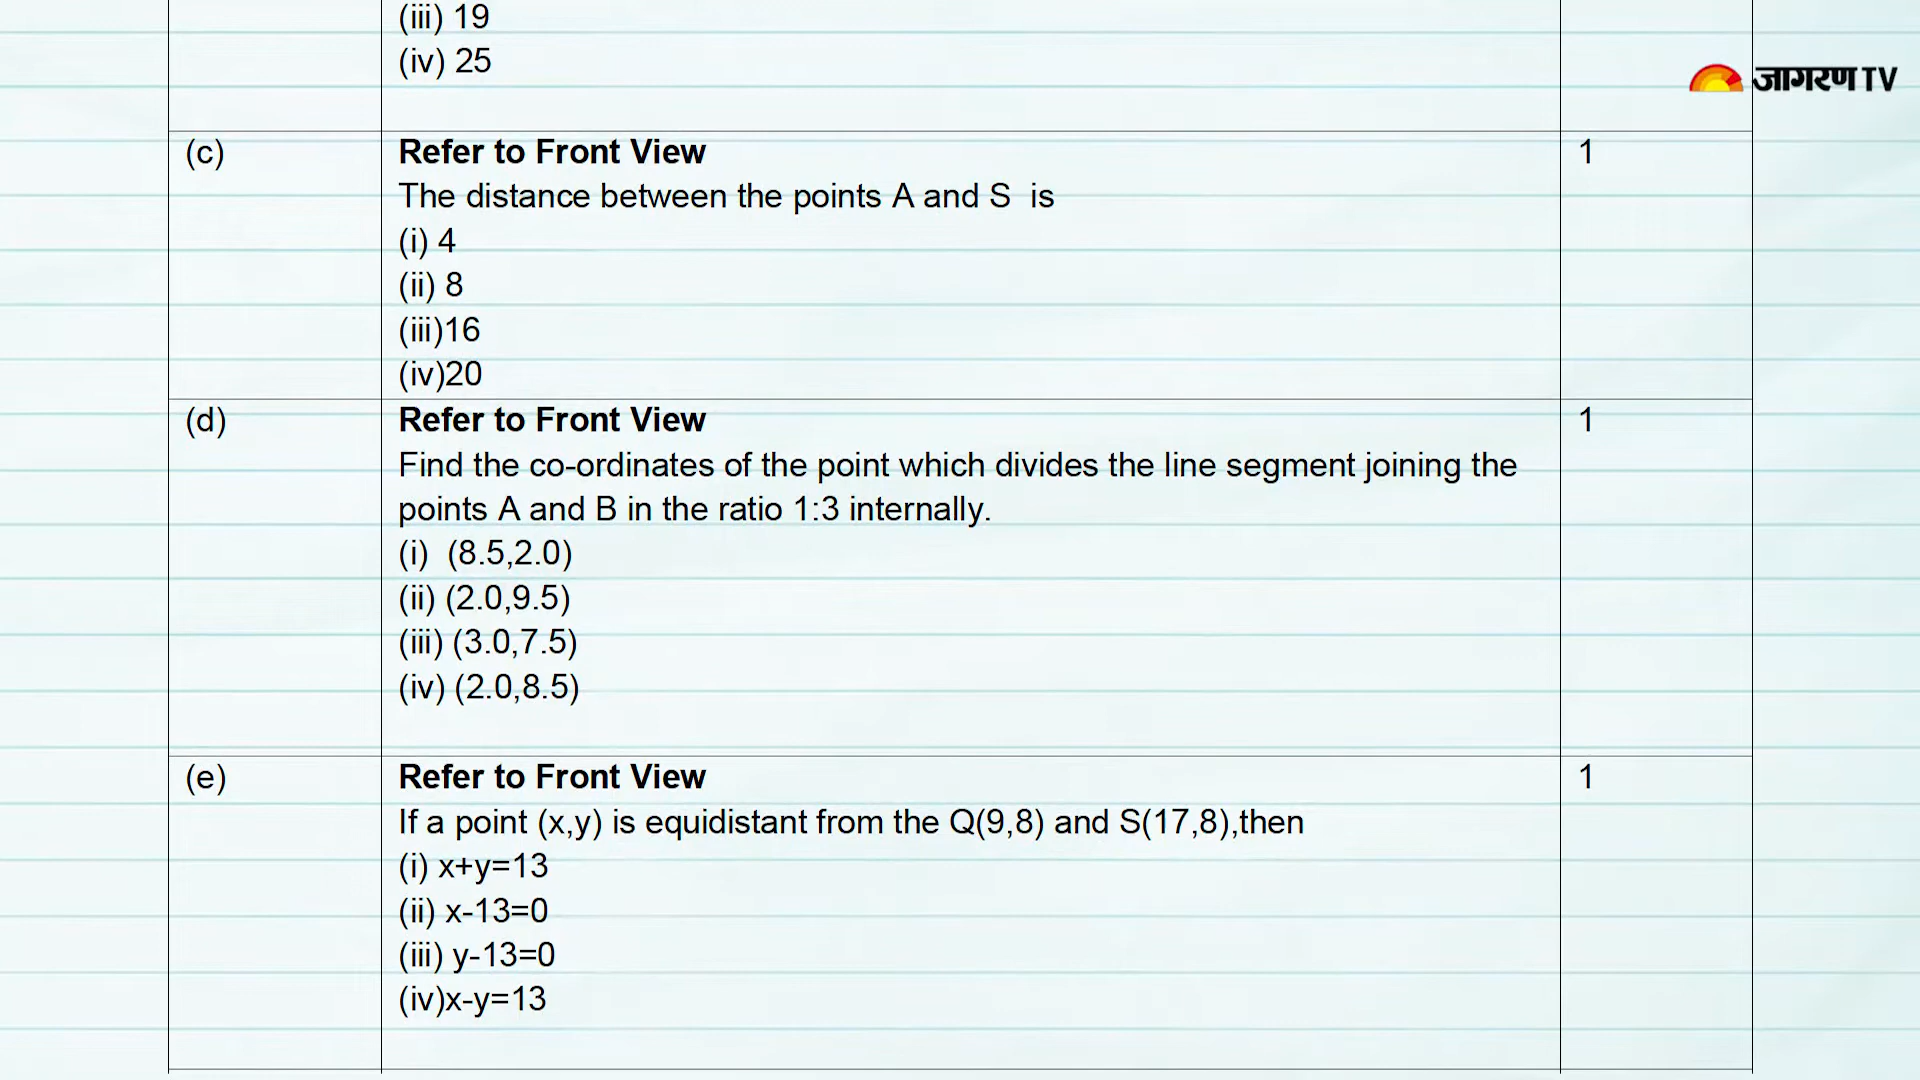 (iii) 19
(iv) 25
जागरण TV
(c)
Refer to Front View
1
The distance between the points A and S is
(i) 4
(ii) 8
(iii)16
(iv)20
(d)
Refer to Front View
1
Find the co-ordinates of the point which divides the line segment joining the
points A and B in the ratio 1:3 internally.
(i) (8.5,2.0)
(ii) (2.0,9.5)
(iii) (3.0,7.5)
(iv) (2.0,8.5)
(e)
Refer to Front View
1
If a point (x,y) is equidistant from the Q(9,8) and S(17,8),then
(i) x+y=13
(ii) x-13=0
(iii) y-13=0
(iv)x-y=13